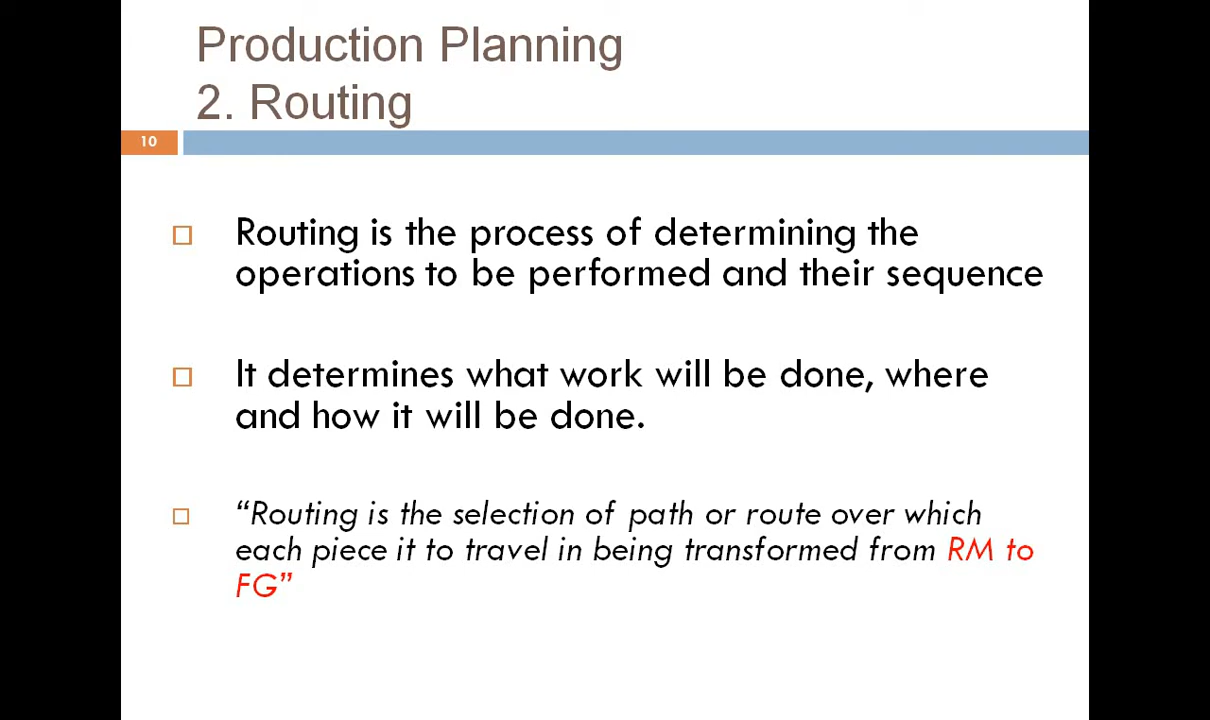 Production Planning
2. Routing
10
Routing is the process of determining the
operations to be performed and their sequence
It determines what work will be done, where
and how it will be done.
“Routing is the selection of path or route over which
each piece it to travel in being transformed from RM to
FG”